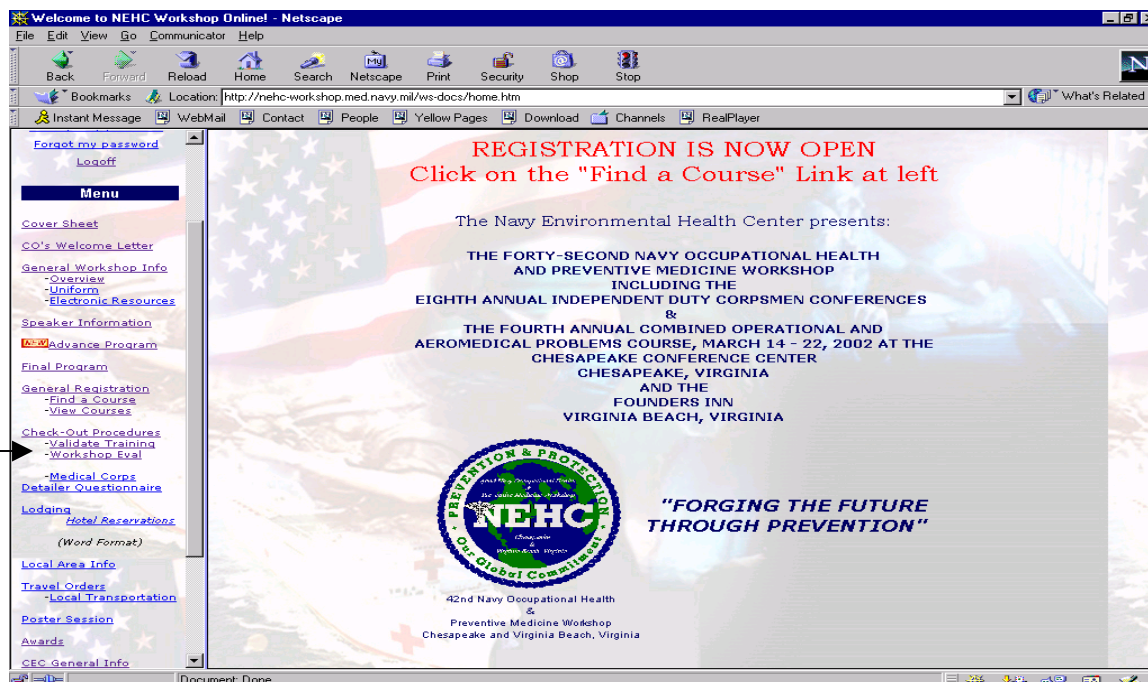 Welcome to NEHC Workshop Online! - Netscape
File Edit View Go Communicator Help
Back Forward Reload Home Search Netscape Print Security Shop Stop
My
N
Bookmarks Location: http://nehc-workshop.med.navy.mil/ws-docs/home.htm What's Related
Instant Message WebMail Contact People Yellow Pages Download Channels RealPlayer
Forgot my password
Logoff
Menu
Cover Sheet
CO's Welcome Letter
General Workshop Info
-Overview
-Uniform
-Electronic Resources
Speaker Information
NEW Advance Program
Final Program
General Registration
-Find a Course
-View Courses
Check-Out Procedures
-Validate Training
-Workshop Eval
-Medical Corps
Detailer Questionnaire
Lodging
Hotel Reservations
(Word Format)
Local Area Info
Travel Orders
-Local Transportation
Poster Session
Awards
CEC General Info
REGISTRATION IS NOW OPEN
Click on the "Find a Course" Link at left
The Navy Environmental Health Center presents:
THE FORTY-SECOND NAVY OCCUPATIONAL HEALTH
AND PREVENTIVE MEDICINE WORKSHOP
INCLUDING THE
EIGHTH ANNUAL INDEPENDENT DUTY CORPSMEN CONFERENCES
&
THE FOURTH ANNUAL COMBINED OPERATIONAL AND
AEROMEDICAL PROBLEMS COURSE, MARCH 14 - 22, 2002 AT THE
CHESAPEAKE CONFERENCE CENTER
CHESAPEAKE, VIRGINIA
AND THE
FOUNDERS INN
VIRGINIA BEACH, VIRGINIA
PREVENTION & PROTECTION
NEHC
Chesapeake
&
Virginia Beach, Virginia
Our Global Commitment
"FORGING THE FUTURE
THROUGH PREVENTION"
42nd Navy Occupational Health
&
Preventive Medicine Workshop
Chesapeake and Virginia Beach, Virginia
Document: Done